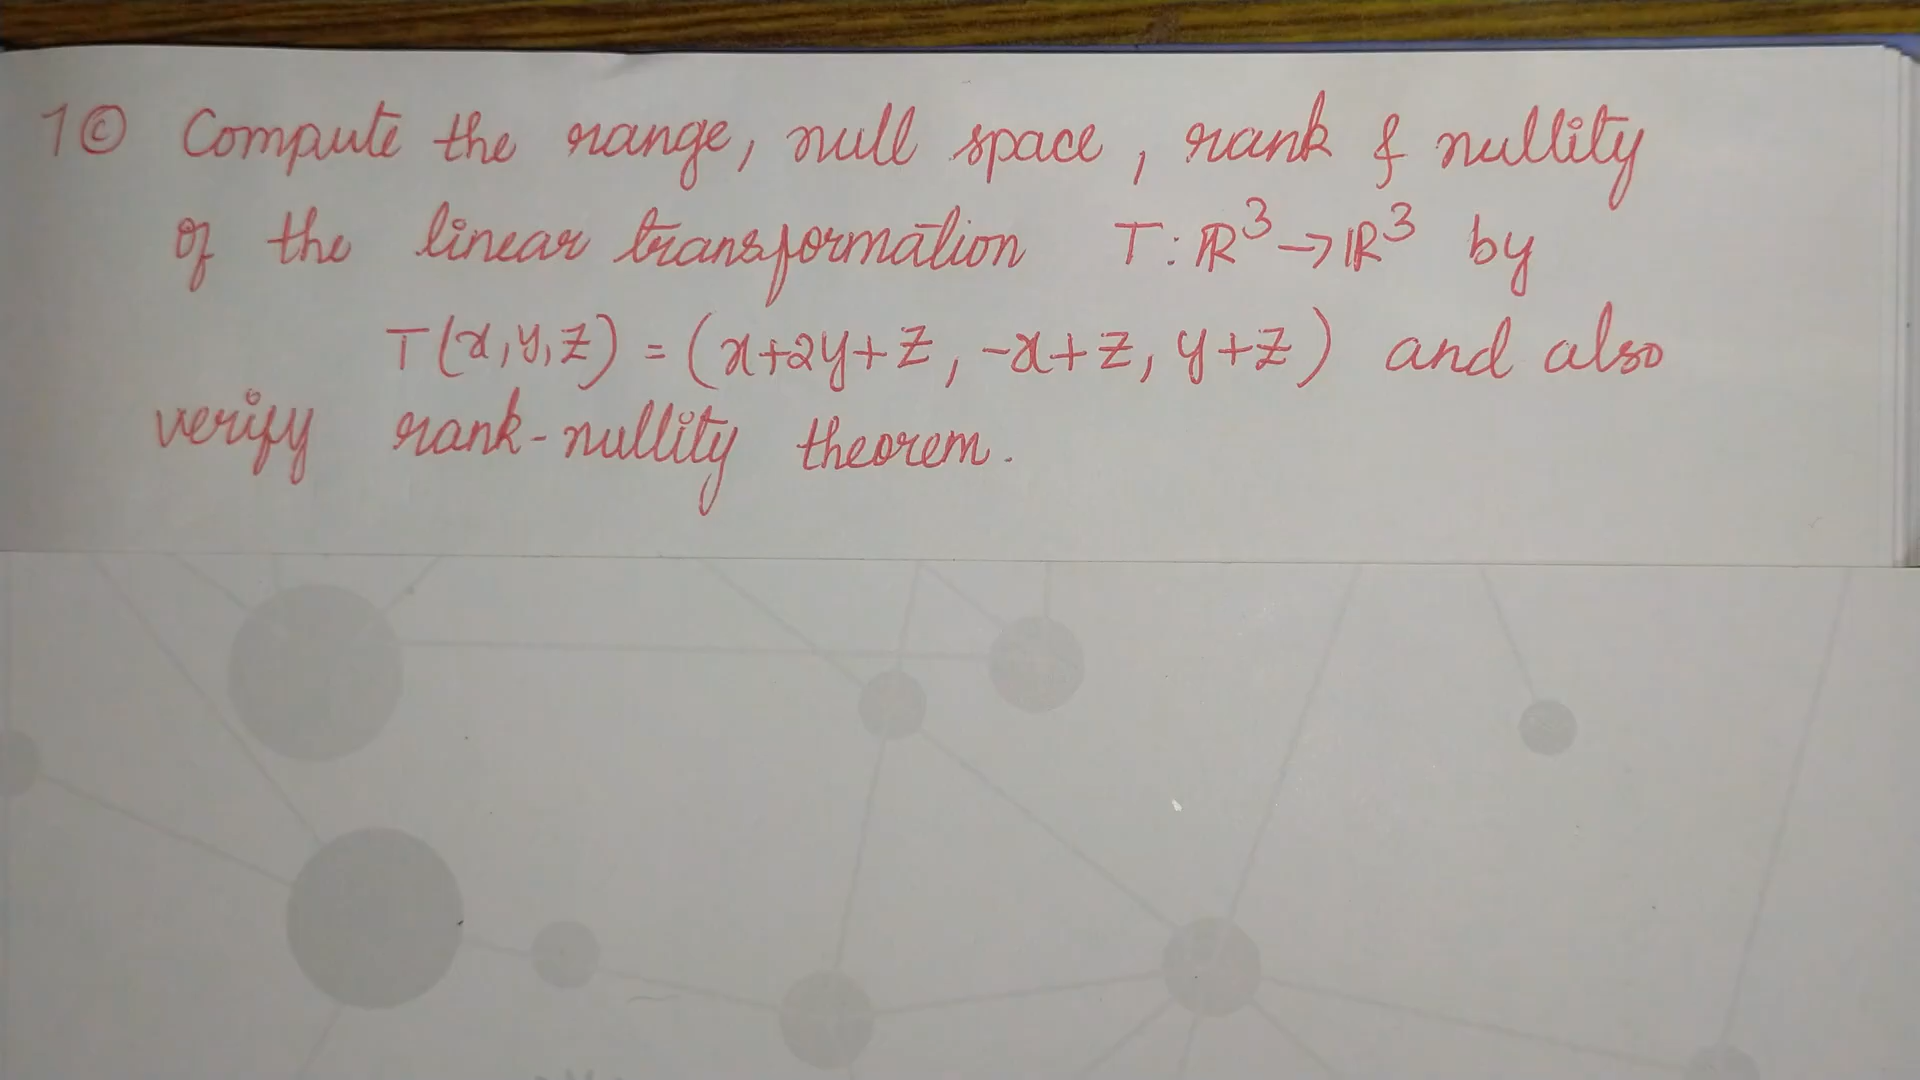 1 ⓒ Compute the range, null space, rank & nullity
of the linear transformation T: ℝ³→ℝ³ by
T(x,y,z) = (x+2y+z, -x+z, y+z) and also
verify rank-nullity theorem.